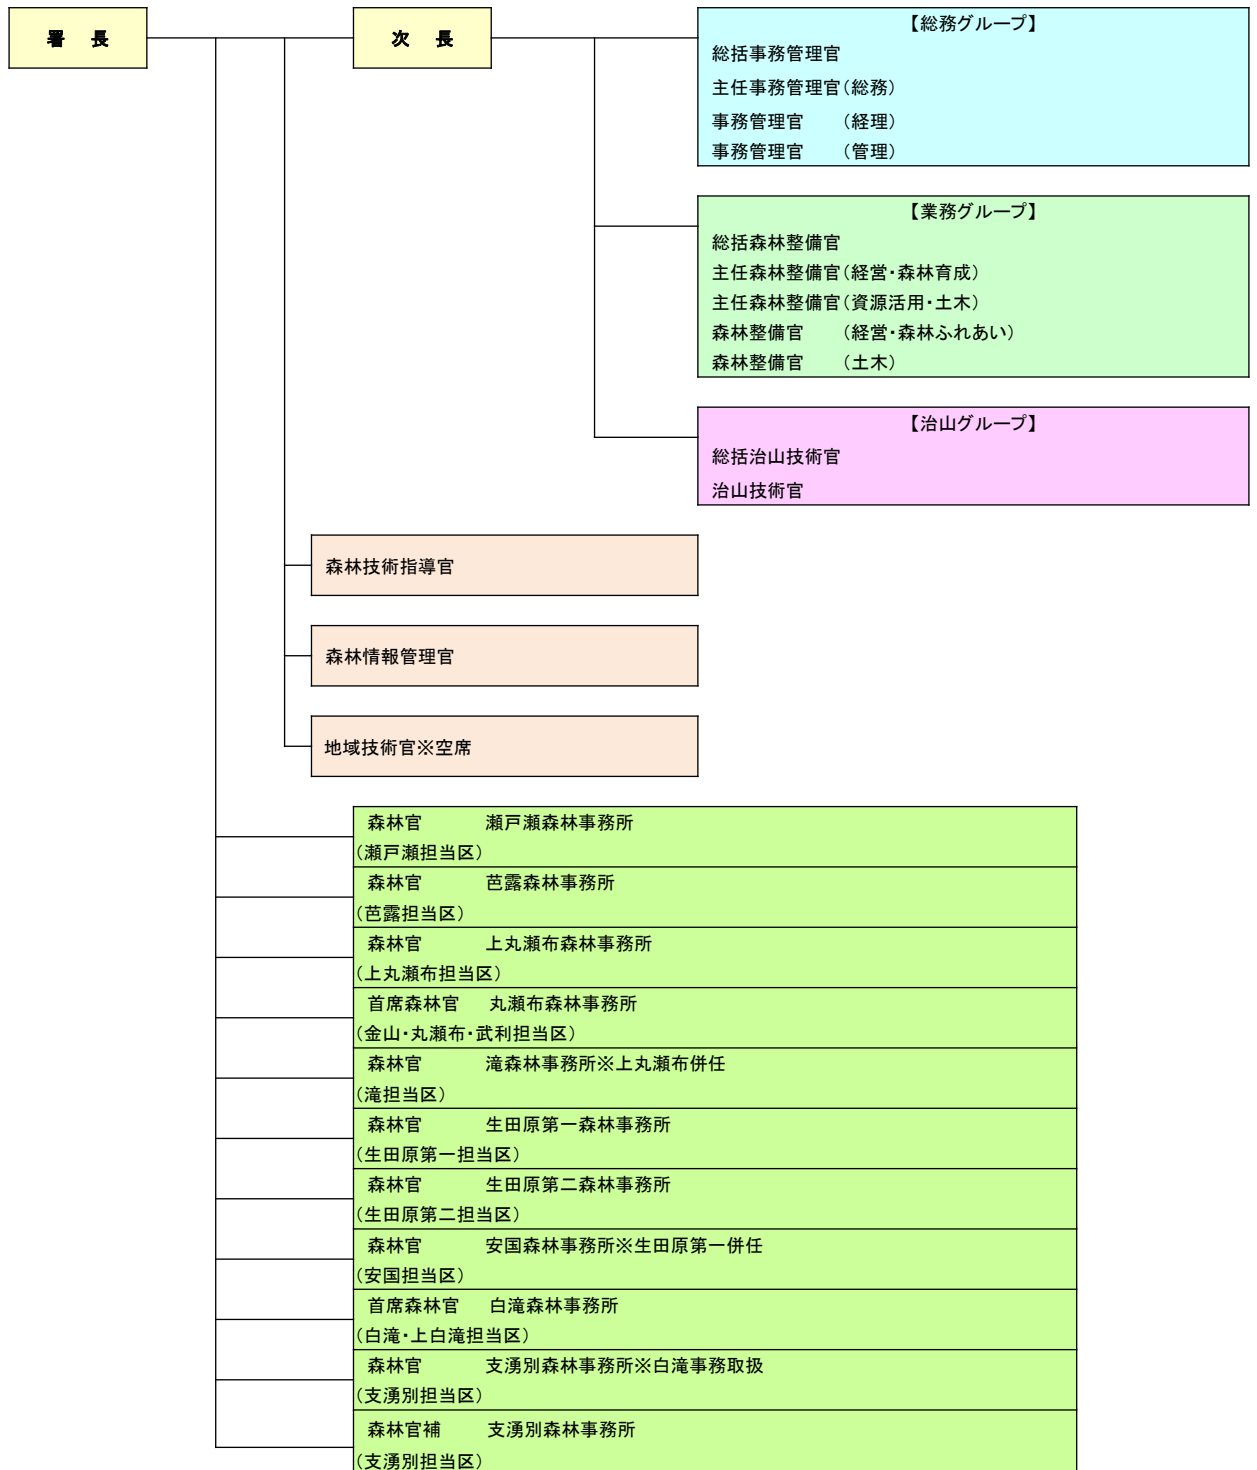 署　長
次　長
【総務グループ】
総括事務管理官
主任事務管理官(総務)
事務管理官　　(経理)
事務管理官　　(管理)
【業務グループ】
総括森林整備官
主任森林整備官(経営・森林育成)
主任森林整備官(資源活用・土木)
森林整備官　　(経営・森林ふれあい)
森林整備官　　(土木)
【治山グループ】
総括治山技術官
治山技術官
森林技術指導官
森林情報管理官
地域技術官※空席
森林官　　　瀬戸瀬森林事務所
(瀬戸瀬担当区)
森林官　　　芭露森林事務所
(芭露担当区)
森林官　　　上丸瀬布森林事務所
(上丸瀬布担当区)
首席森林官　丸瀬布森林事務所
(金山・丸瀬布・武利担当区)
森林官　　　滝森林事務所※上丸瀬布併任
(滝担当区)
森林官　　　生田原第一森林事務所
(生田原第一担当区)
森林官　　　生田原第二森林事務所
(生田原第二担当区)
森林官　　　安国森林事務所※生田原第一併任
(安国担当区)
首席森林官　白滝森林事務所
(白滝・上白滝担当区)
森林官　　　支湧別森林事務所※白滝事務取扱
(支湧別担当区)
森林官補　　支湧別森林事務所
(支湧別担当区)